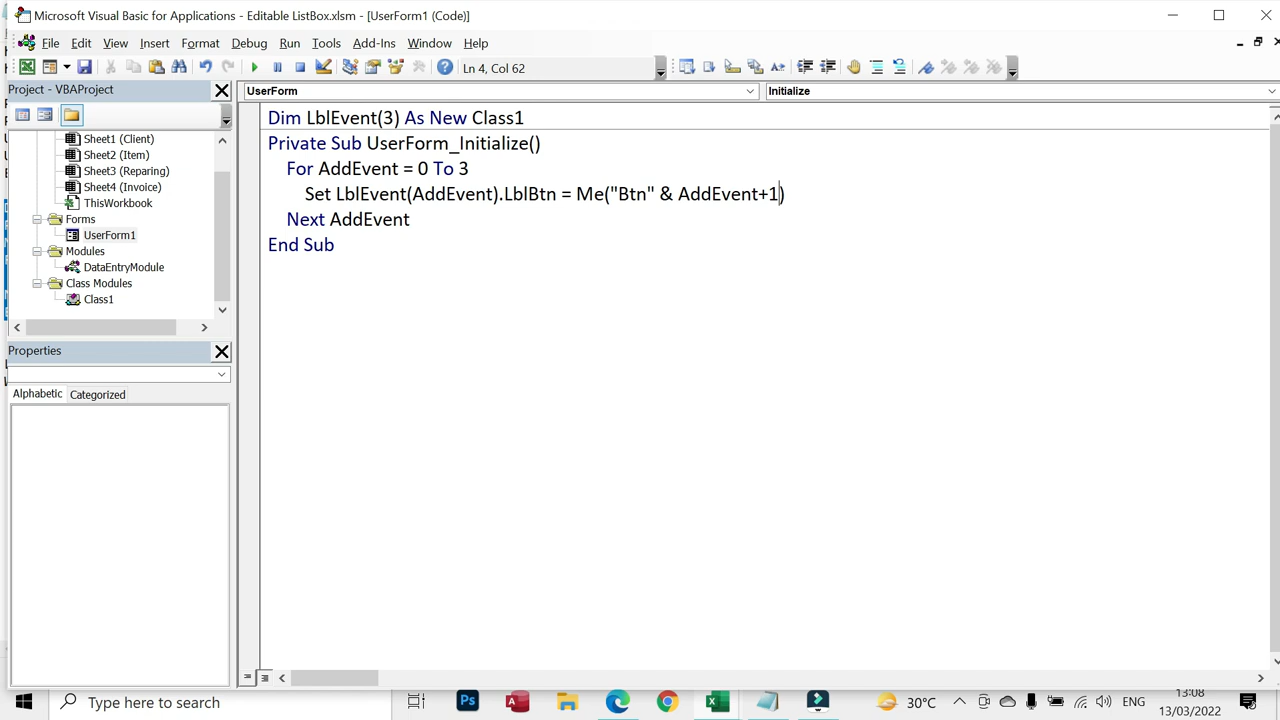 Microsoft Visual Basic for Applications - Editable ListBox.xlsm - [UserForm1 (Code)]
File Edit View Insert Format Debug Run Tools Add-Ins Window Help
Ln 4, Col 62
Project - VBAProject
UserForm
Initialize
Sheet1 (Client)
Sheet2 (Item)
Sheet3 (Reparing)
Sheet4 (Invoice)
ThisWorkbook
Forms
UserForm1
Modules
DataEntryModule
Class Modules
Class1
Properties
Alphabetic Categorized
Dim LblEvent(3) As New Class1
Private Sub UserForm_Initialize()
For AddEvent = 0 To 3
Set LblEvent(AddEvent).LblBtn = Me("Btn" & AddEvent+1)
Next AddEvent
End Sub
Type here to search
30°C
ENG
13:08
13/03/2022